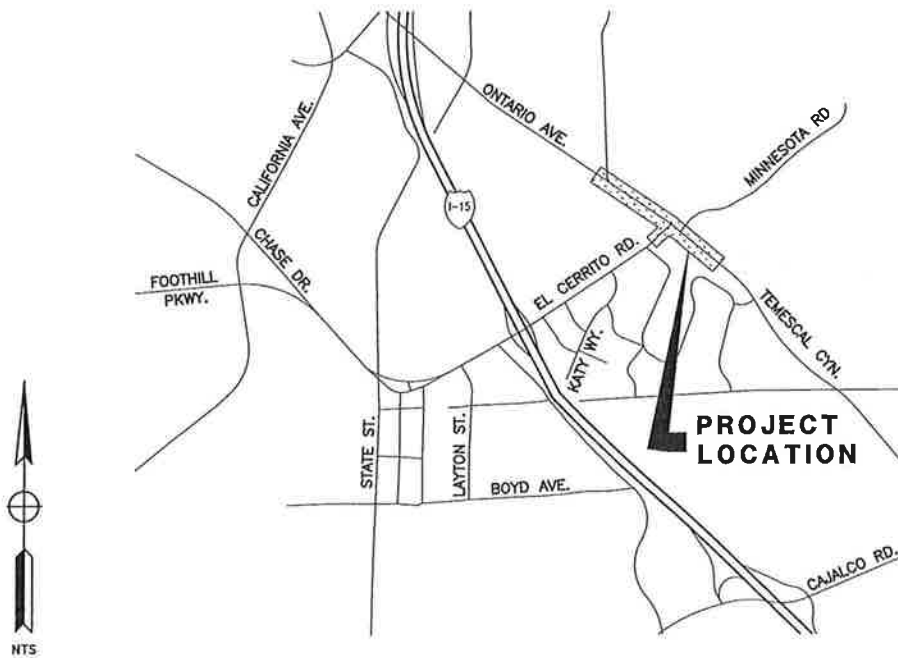 ONTARIO AVE.
MINNESOTA RD
CALIFORNIA AVE.
I-15
CHASE DR.
EL CERRITO RD.
FOOTHILL
PKWY.
TEMESCAL CYN.
KATY WY.
PROJECT
LOCATION
STATE ST.
LAYTON ST.
BOYD AVE.
CAJALCO RD.
NTS